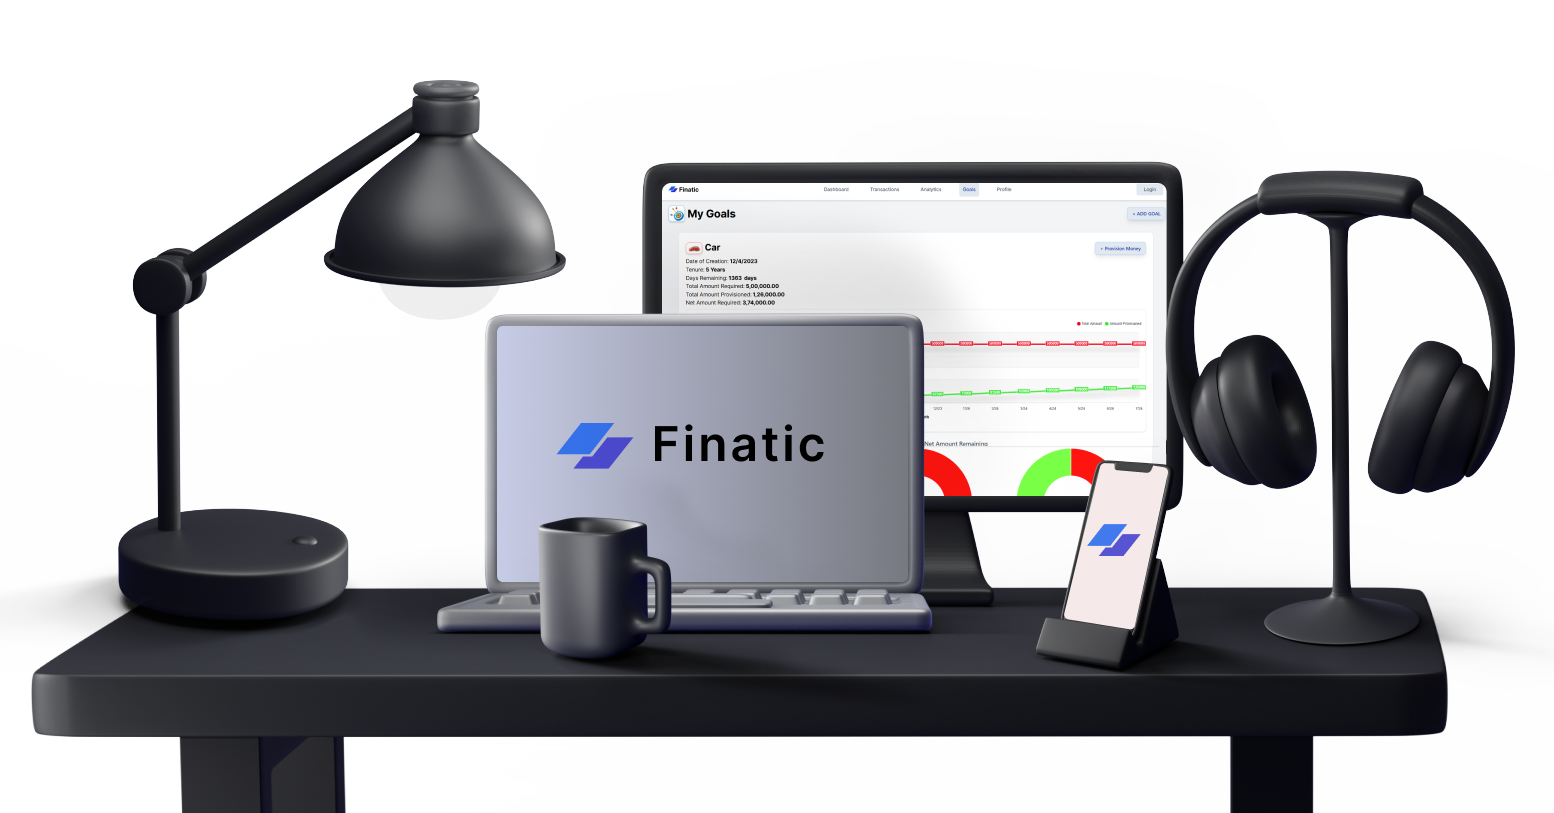 Finatic
Dashboard Transactions Analytics Goals Profile Login
My Goals
+ ADD GOAL
Car
+ Provision Money
Date of Creation: 12/4/2023
Tenure: 5 Years
Days Remaining: 1363 days
Total Amount Required: 5,00,000.00
Total Amount Provisioned: 1,26,000.00
Net Amount Required: 3,74,000.00
Total Amount Amount Provisioned
Net Amount Remaining
Finatic